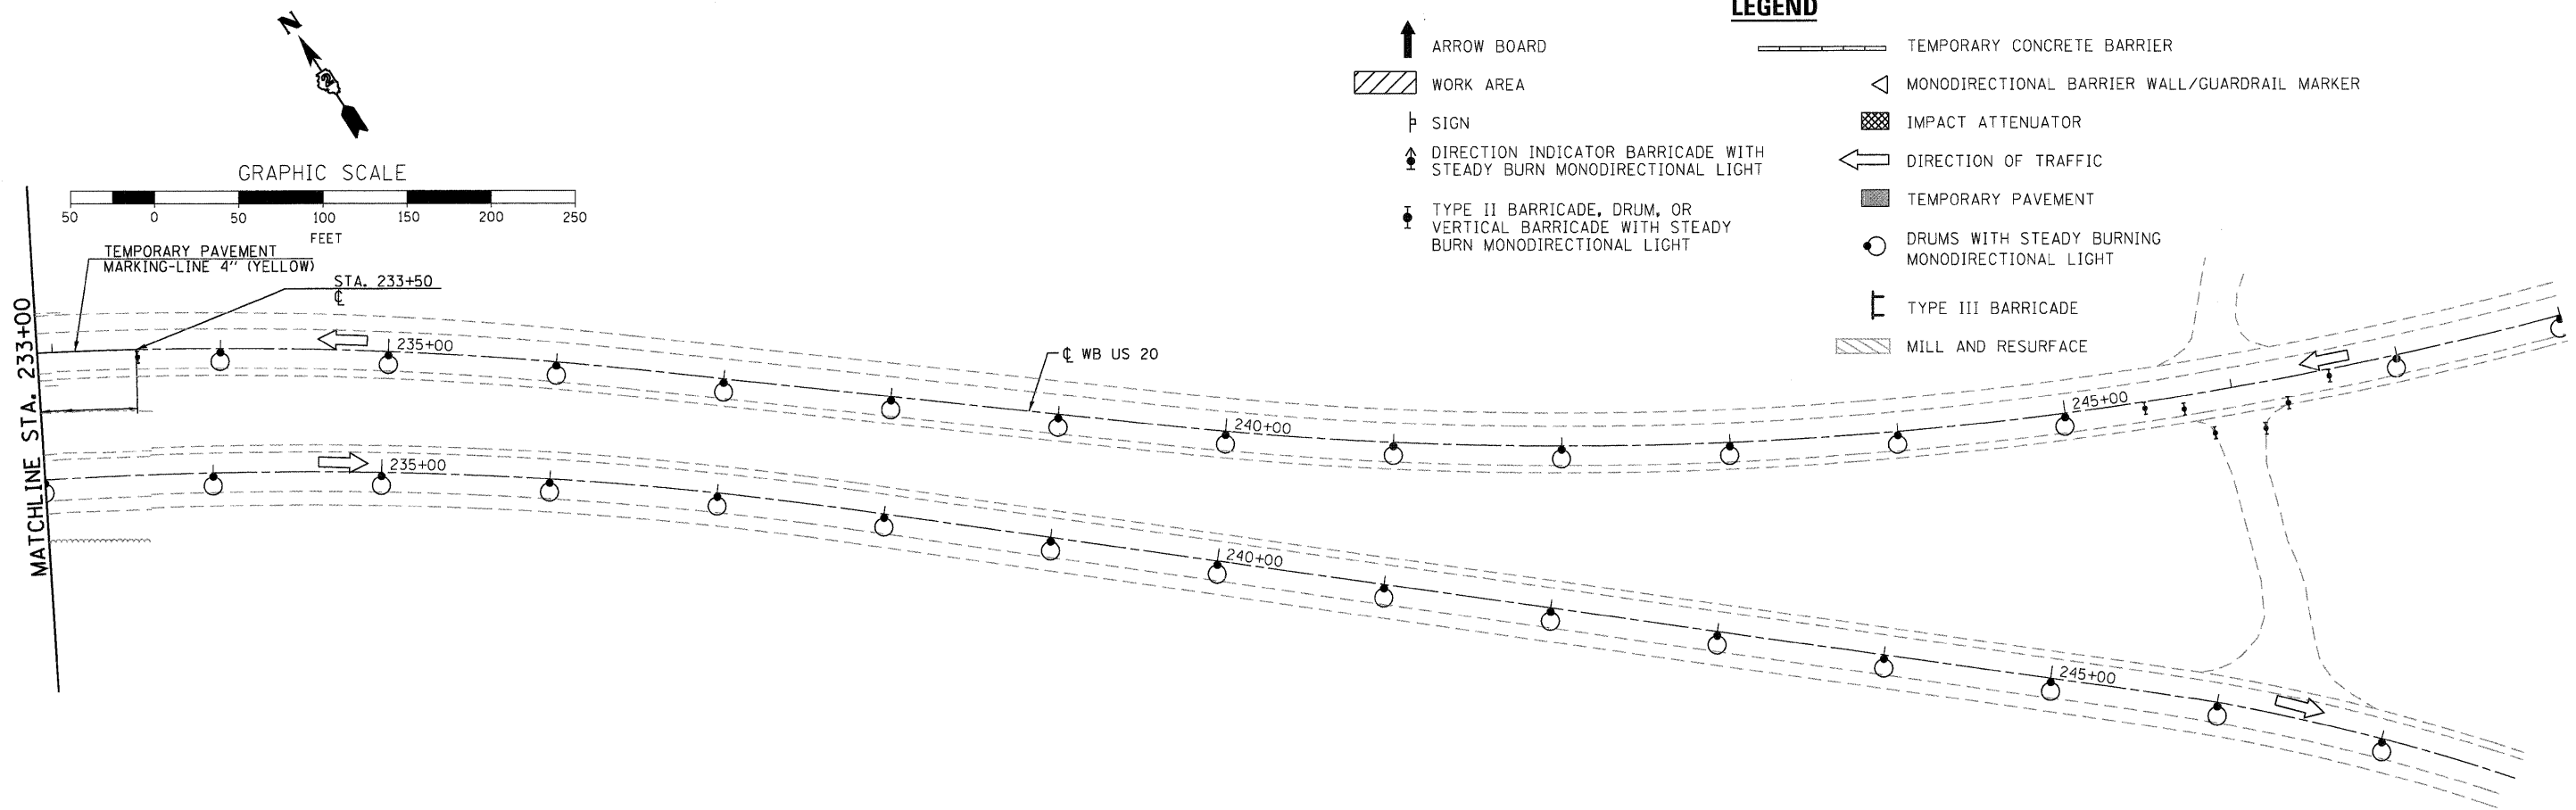 N
2
GRAPHIC SCALE
50 0 50 100 150 200 250
FEET
LEGEND
ARROW BOARD
WORK AREA
SIGN
DIRECTION INDICATOR BARRICADE WITH
STEADY BURN MONODIRECTIONAL LIGHT
TYPE II BARRICADE, DRUM, OR
VERTICAL BARRICADE WITH STEADY
BURN MONODIRECTIONAL LIGHT
TEMPORARY CONCRETE BARRIER
MONODIRECTIONAL BARRIER WALL/GUARDRAIL MARKER
IMPACT ATTENUATOR
DIRECTION OF TRAFFIC
TEMPORARY PAVEMENT
DRUMS WITH STEADY BURNING
MONODIRECTIONAL LIGHT
TYPE III BARRICADE
MILL AND RESURFACE
TEMPORARY PAVEMENT
MARKING-LINE 4" (YELLOW)
STA. 233+50
℄
MATCHLINE STA. 233+00
235+00
℄ WB US 20
240+00
245+00
235+00
240+00
245+00